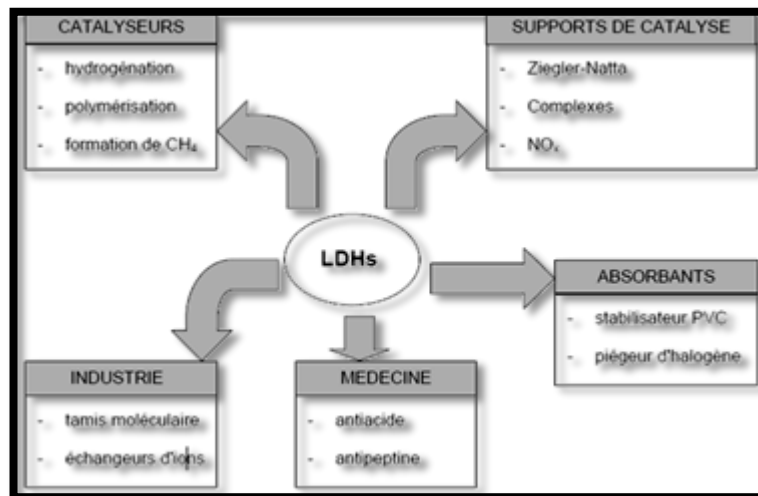 CATALYSEURS
- hydrogénation
- polymérisation
- formation de CH₄
SUPPORTS DE CATALYSE
- Ziegler-Natta
- Complexes
- NOₓ
LDHs
ABSORBANTS
- stabilisateur PVC
- piégeur d'halogène
INDUSTRIE
- tamis moléculaire
- échangeurs d'ions
MEDECINE
- antiacide
- antipeptine